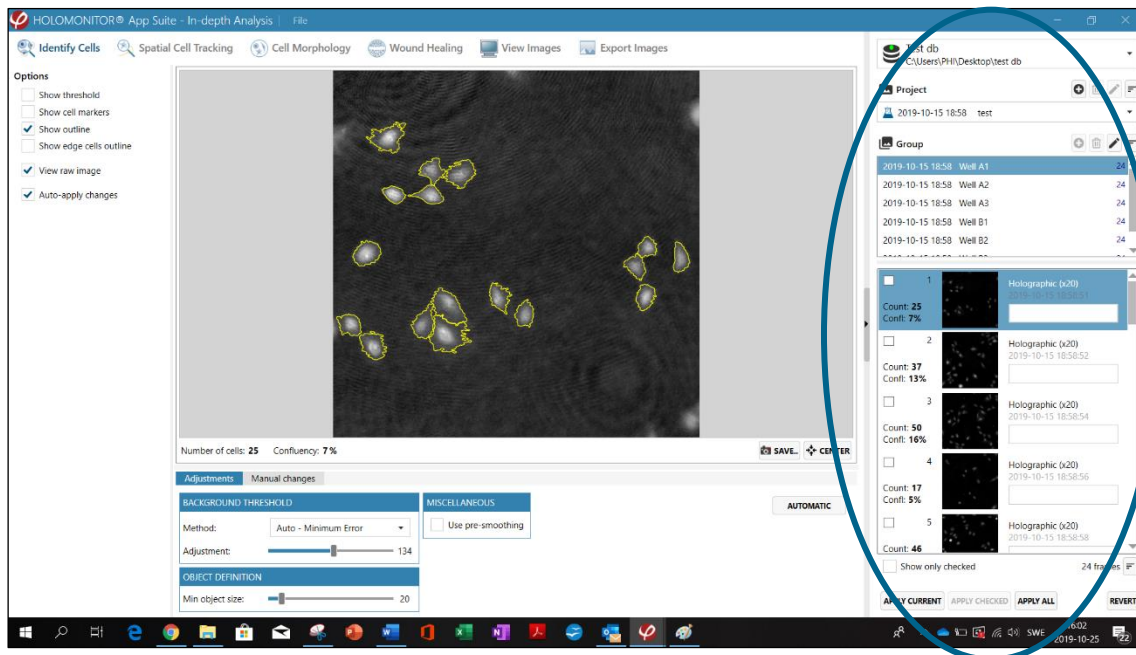 HOLOMONITOR® App Suite - In-depth Analysis | File
Identify Cells Spatial Cell Tracking Cell Morphology Wound Healing View Images Export Images
Options
Show threshold
Show cell markers
Show outline
Show edge cells outline
View raw image
Auto-apply changes
Number of cells: 25 Confluency: 7 %
SAVE.. CENTER
Adjustments Manual changes
BACKGROUND THRESHOLD
Method: Auto - Minimum Error
Adjustment: 134
OBJECT DEFINITION
Min object size: 20
MISCELLANEOUS
Use pre-smoothing
AUTOMATIC
Test db
C:\Users\PHI\Desktop\test db
Project
2019-10-15 18:58 test
Group
2019-10-15 18:58 Well A1 24
2019-10-15 18:58 Well A2 24
2019-10-15 18:58 Well A3 24
2019-10-15 18:58 Well B1 24
2019-10-15 18:58 Well B2 24
1 Holographic (x20)
2019-10-15 18:58:51
Count: 25
Confl: 7%
2 Holographic (x20)
2019-10-15 18:58:52
Count: 37
Confl: 13%
3 Holographic (x20)
2019-10-15 18:58:54
Count: 50
Confl: 16%
4 Holographic (x20)
2019-10-15 18:58:56
Count: 17
Confl: 5%
5 Holographic (x20)
2019-10-15 18:58:58
Count: 46
Show only checked 24 frames
APPLY CURRENT APPLY CHECKED APPLY ALL REVERT
SWE
16:02
2019-10-25
22